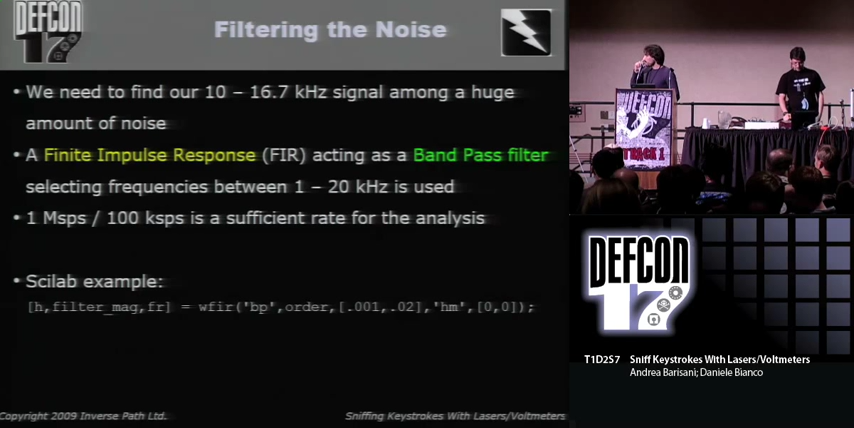 DEFCON
17
Filtering the Noise
• We need to find our 10 – 16.7 kHz signal among a huge
amount of noise
• A Finite Impulse Response (FIR) acting as a Band Pass filter
selecting frequencies between 1 – 20 kHz is used
• 1 Msps / 100 ksps is a sufficient rate for the analysis
• Scilab example:
[h,filter_mag,fr] = wfir('bp',order,[.001,.02],'hm',[0,0]);
Copyright 2009 Inverse Path Ltd.
Sniffing Keystrokes With Lasers/Voltmeters
DEFCON
TRACK 1
DEFCON
17
T1D2S7 Sniff Keystrokes With Lasers/Voltmeters
Andrea Barisani; Daniele Bianco